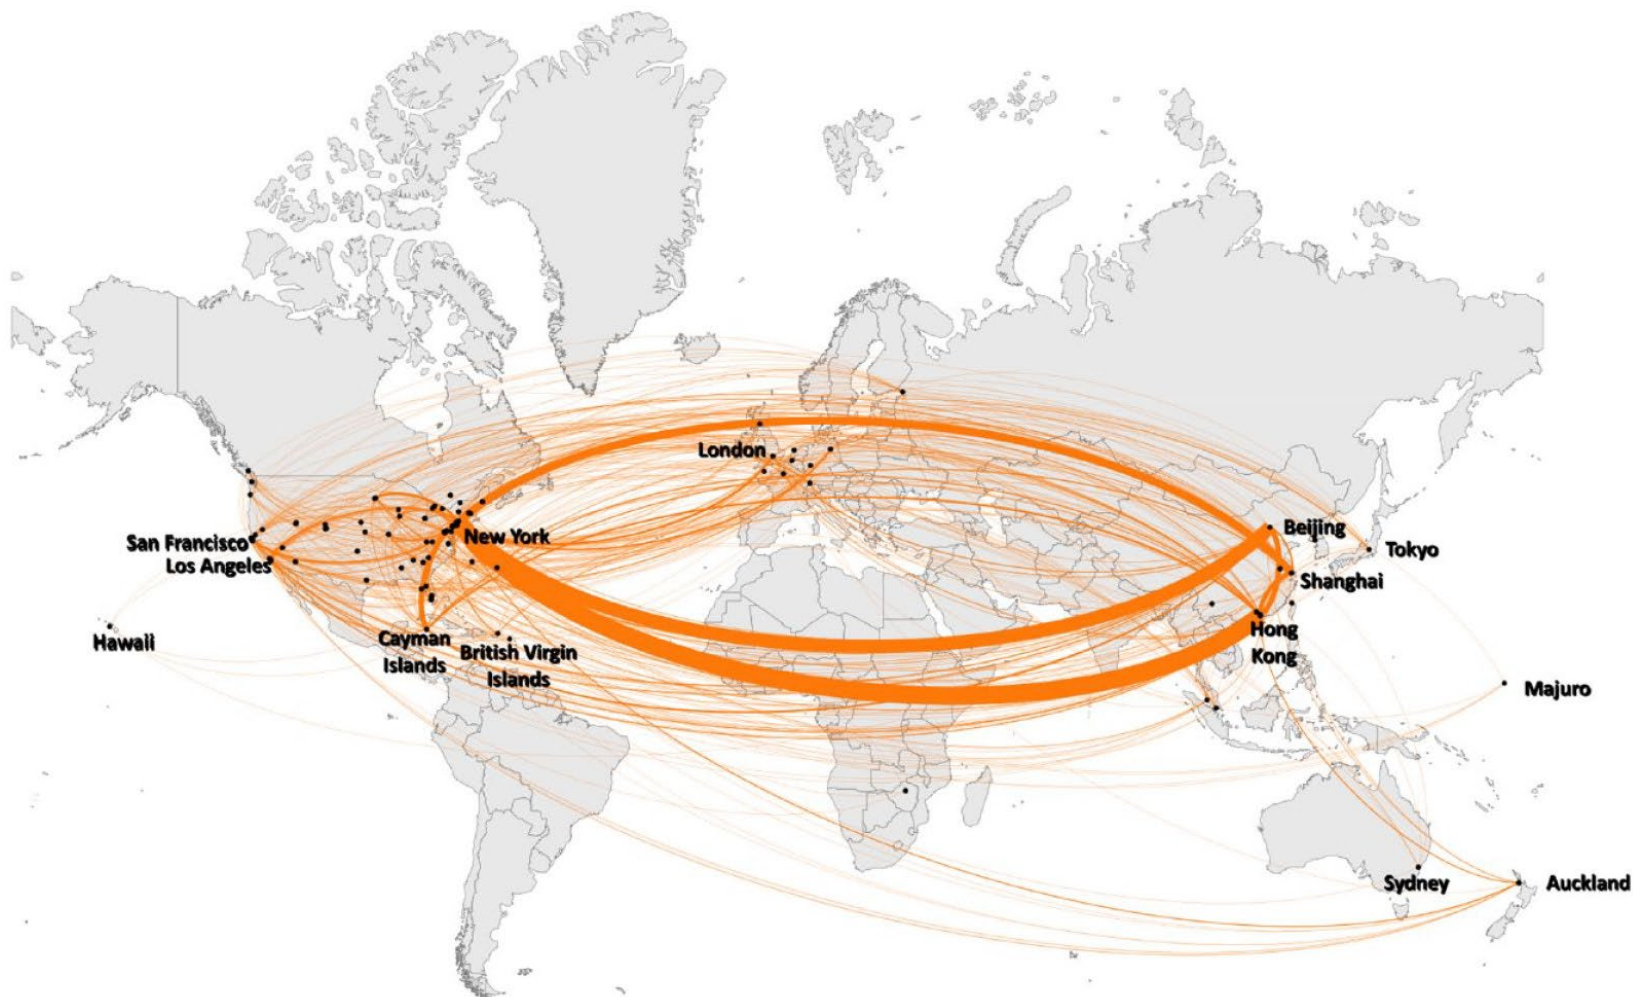 London
San Francisco
Los Angeles
New York
Beijing
Tokyo
Shanghai
Hawaii
Cayman
Islands
British Virgin
Islands
Hong
Kong
Majuro
Sydney
Auckland